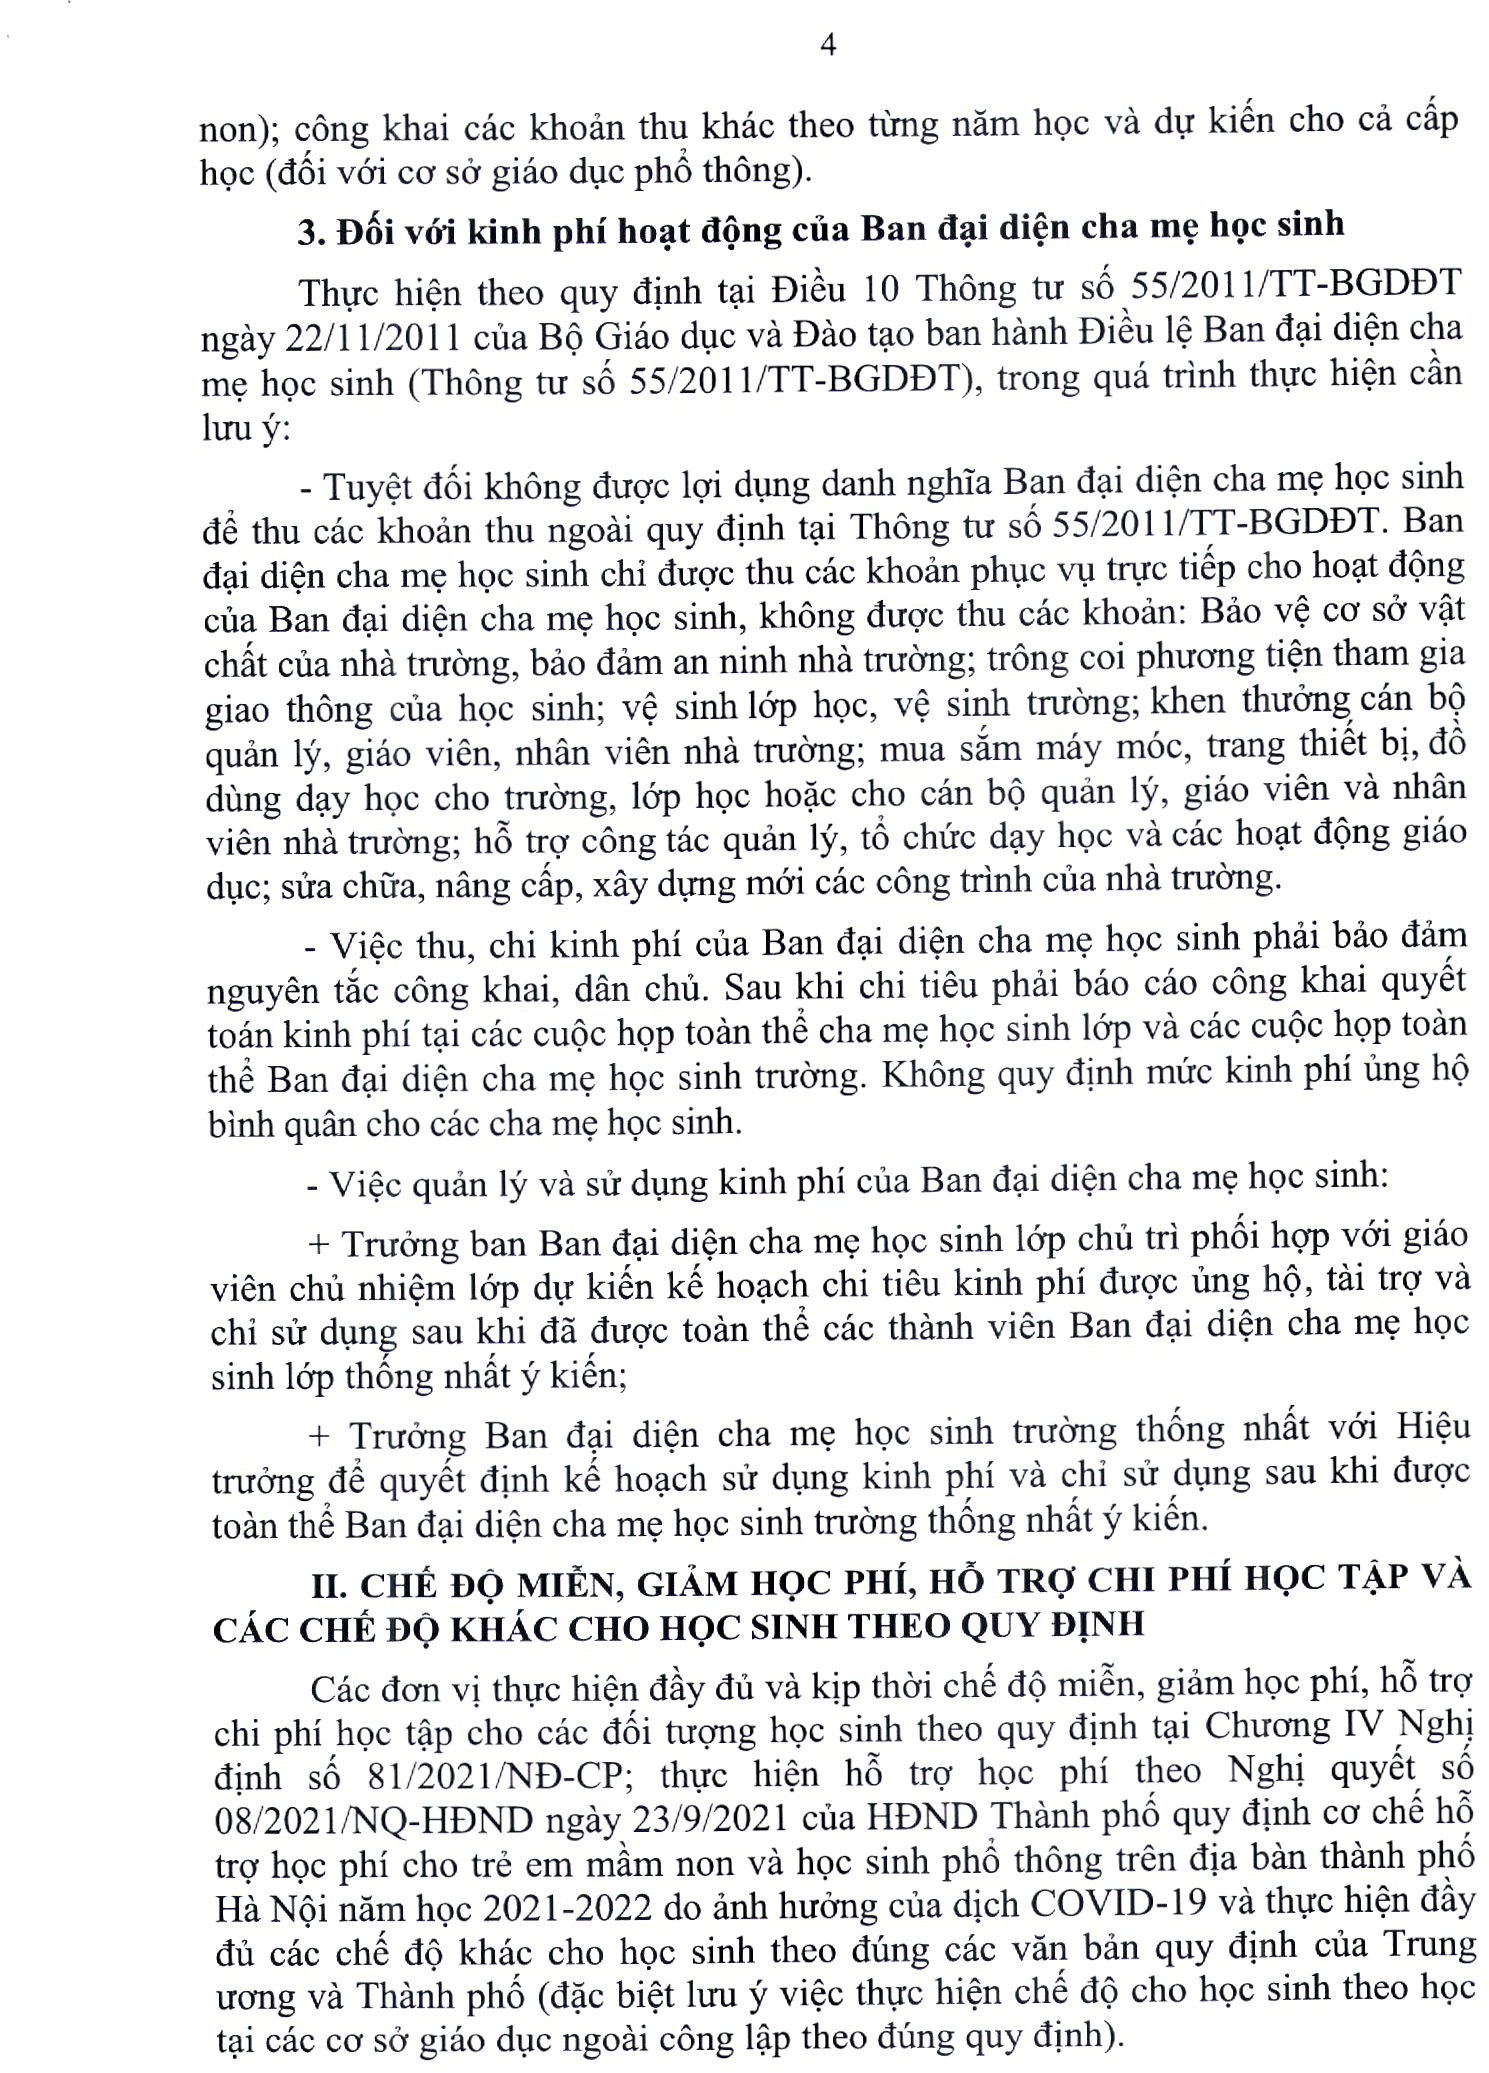 4
non); công khai các khoản thu khác theo từng năm học và dự kiến cho cả cấp
học (đối với cơ sở giáo dục phổ thông).
3. Đối với kinh phí hoạt động của Ban đại diện cha mẹ học sinh
Thực hiện theo quy định tại Điều 10 Thông tư số 55/2011/TT-BGDĐT
ngày 22/11/2011 của Bộ Giáo dục và Đào tạo ban hành Điều lệ Ban đại diện cha
mẹ học sinh (Thông tư số 55/2011/TT-BGDĐT), trong quá trình thực hiện cần
lưu ý:
- Tuyệt đối không được lợi dụng danh nghĩa Ban đại diện cha mẹ học sinh
để thu các khoản thu ngoài quy định tại Thông tư số 55/2011/TT-BGDĐT. Ban
đại diện cha mẹ học sinh chỉ được thu các khoản phục vụ trực tiếp cho hoạt động
của Ban đại diện cha mẹ học sinh, không được thu các khoản: Bảo vệ cơ sở vật
chất của nhà trường, bảo đảm an ninh nhà trường; trông coi phương tiện tham gia
giao thông của học sinh; vệ sinh lớp học, vệ sinh trường; khen thưởng cán bộ
quản lý, giáo viên, nhân viên nhà trường; mua sắm máy móc, trang thiết bị, đồ
dùng dạy học cho trường, lớp học hoặc cho cán bộ quản lý, giáo viên và nhân
viên nhà trường; hỗ trợ công tác quản lý, tổ chức dạy học và các hoạt động giáo
dục; sửa chữa, nâng cấp, xây dựng mới các công trình của nhà trường.
- Việc thu, chi kinh phí của Ban đại diện cha mẹ học sinh phải bảo đảm
nguyên tắc công khai, dân chủ. Sau khi chi tiêu phải báo cáo công khai quyết
toán kinh phí tại các cuộc họp toàn thể cha mẹ học sinh lớp và các cuộc họp toàn
thể Ban đại diện cha mẹ học sinh trường. Không quy định mức kinh phí ủng hộ
bình quân cho các cha mẹ học sinh.
- Việc quản lý và sử dụng kinh phí của Ban đại diện cha mẹ học sinh:
+ Trưởng ban Ban đại diện cha mẹ học sinh lớp chủ trì phối hợp với giáo
viên chủ nhiệm lớp dự kiến kế hoạch chi tiêu kinh phí được ủng hộ, tài trợ và
chỉ sử dụng sau khi đã được toàn thể các thành viên Ban đại diện cha mẹ học
sinh lớp thống nhất ý kiến;
+ Trưởng Ban đại diện cha mẹ học sinh trường thống nhất với Hiệu
trưởng để quyết định kế hoạch sử dụng kinh phí và chỉ sử dụng sau khi được
toàn thể Ban đại diện cha mẹ học sinh trường thống nhất ý kiến.
II. CHẾ ĐỘ MIỄN, GIẢM HỌC PHÍ, HỖ TRỢ CHI PHÍ HỌC TẬP VÀ
CÁC CHẾ ĐỘ KHÁC CHO HỌC SINH THEO QUY ĐỊNH
Các đơn vị thực hiện đầy đủ và kịp thời chế độ miễn, giảm học phí, hỗ trợ
chi phí học tập cho các đối tượng học sinh theo quy định tại Chương IV Nghị
định số 81/2021/NĐ-CP; thực hiện hỗ trợ học phí theo Nghị quyết số
08/2021/NQ-HĐND ngày 23/9/2021 của HĐND Thành phố quy định cơ chế hỗ
trợ học phí cho trẻ em mầm non và học sinh phổ thông trên địa bàn thành phố
Hà Nội năm học 2021-2022 do ảnh hưởng của dịch COVID-19 và thực hiện đầy
đủ các chế độ khác cho học sinh theo đúng các văn bản quy định của Trung
ương và Thành phố (đặc biệt lưu ý việc thực hiện chế độ cho học sinh theo học
tại các cơ sở giáo dục ngoài công lập theo đúng quy định).